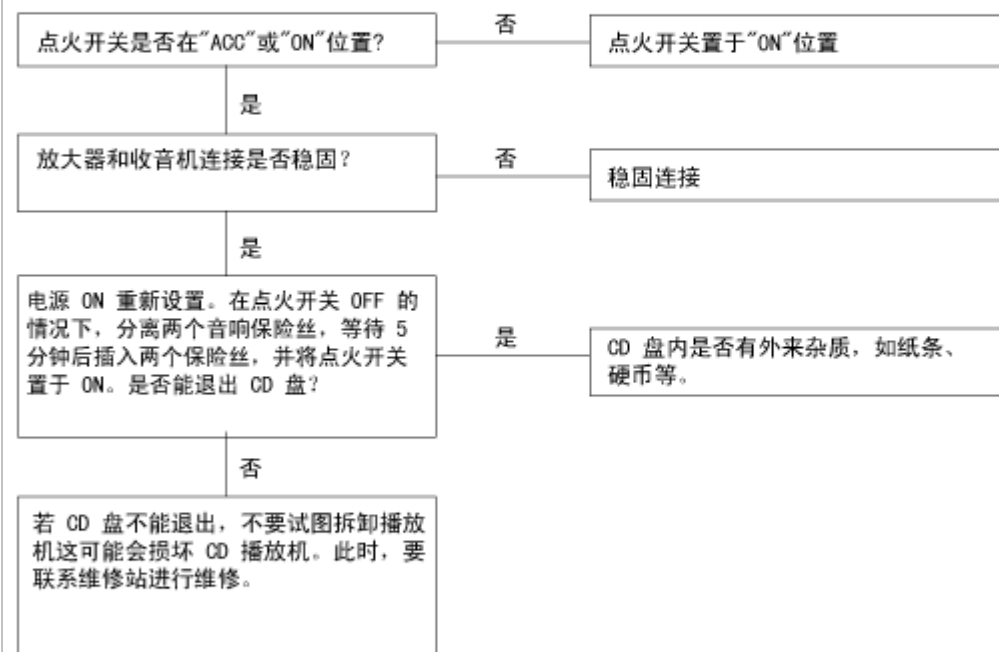 点火开关是否在"ACC"或"ON"位置?
否
点火开关置于"ON"位置
是
放大器和收音机连接是否稳固?
否
稳固连接
是
电源 ON 重新设置。在点火开关 OFF 的
情况下，分离两个音响保险丝，等待 5
分钟后插入两个保险丝，并将点火开关
置于 ON。是否能退出 CD 盘?
是
CD 盘内是否有外来杂质，如纸条、
硬币等。
否
若 CD 盘不能退出，不要试图拆卸播放
机这可能会损坏 CD 播放机。此时，要
联系维修站进行维修。